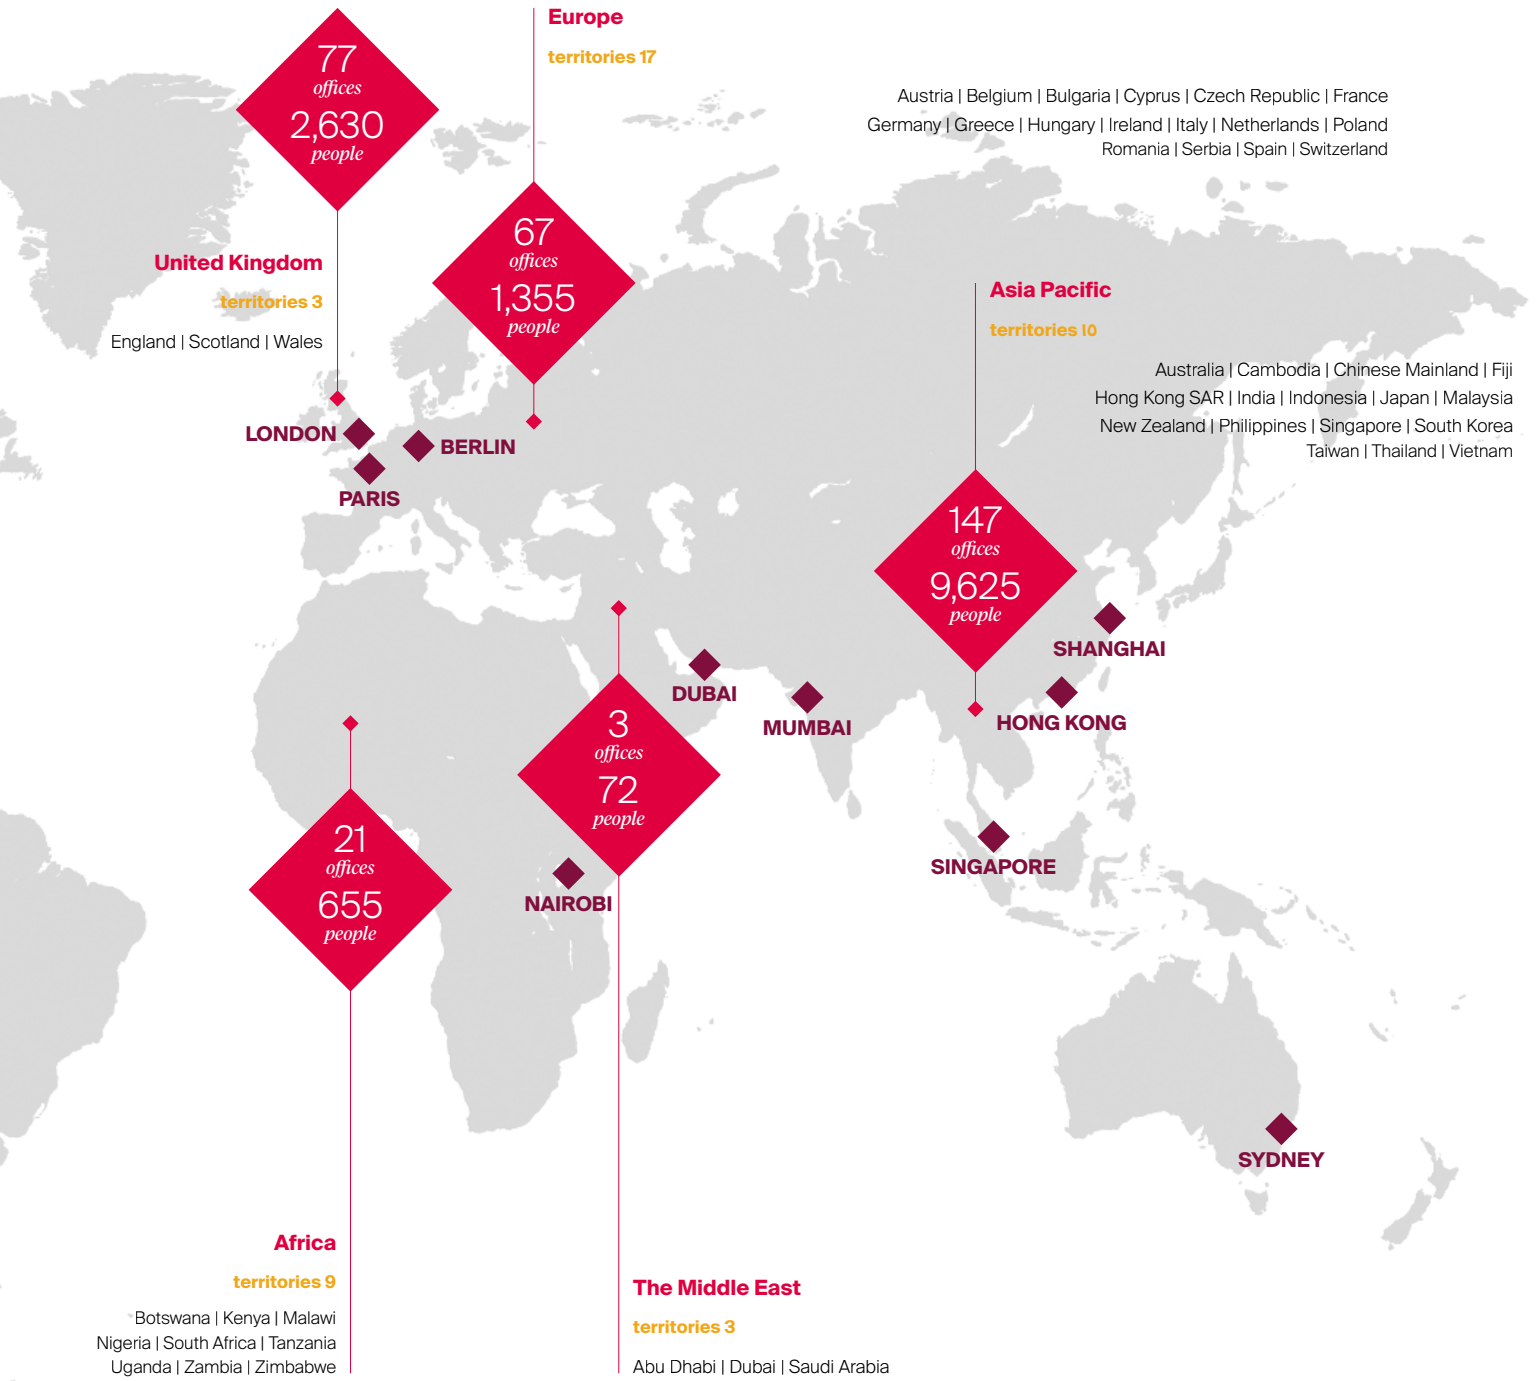 77
offices
2,630
people
United Kingdom
territories 3
England | Scotland | Wales
Europe
territories 17
Austria | Belgium | Bulgaria | Cyprus | Czech Republic | France
Germany | Greece | Hungary | Ireland | Italy | Netherlands | Poland
Romania | Serbia | Spain | Switzerland
67
offices
1,355
people
Asia Pacific
territories 10
Australia | Cambodia | Chinese Mainland | Fiji
Hong Kong SAR | India | Indonesia | Japan | Malaysia
New Zealand | Philippines | Singapore | South Korea
Taiwan | Thailand | Vietnam
147
offices
9,625
people
LONDON
BERLIN
PARIS
SHANGHAI
DUBAI
MUMBAI
HONG KONG
3
offices
72
people
21
offices
655
people
NAIROBI
SINGAPORE
SYDNEY
Africa
territories 9
Botswana | Kenya | Malawi
Nigeria | South Africa | Tanzania
Uganda | Zambia | Zimbabwe
The Middle East
territories 3
Abu Dhabi | Dubai | Saudi Arabia